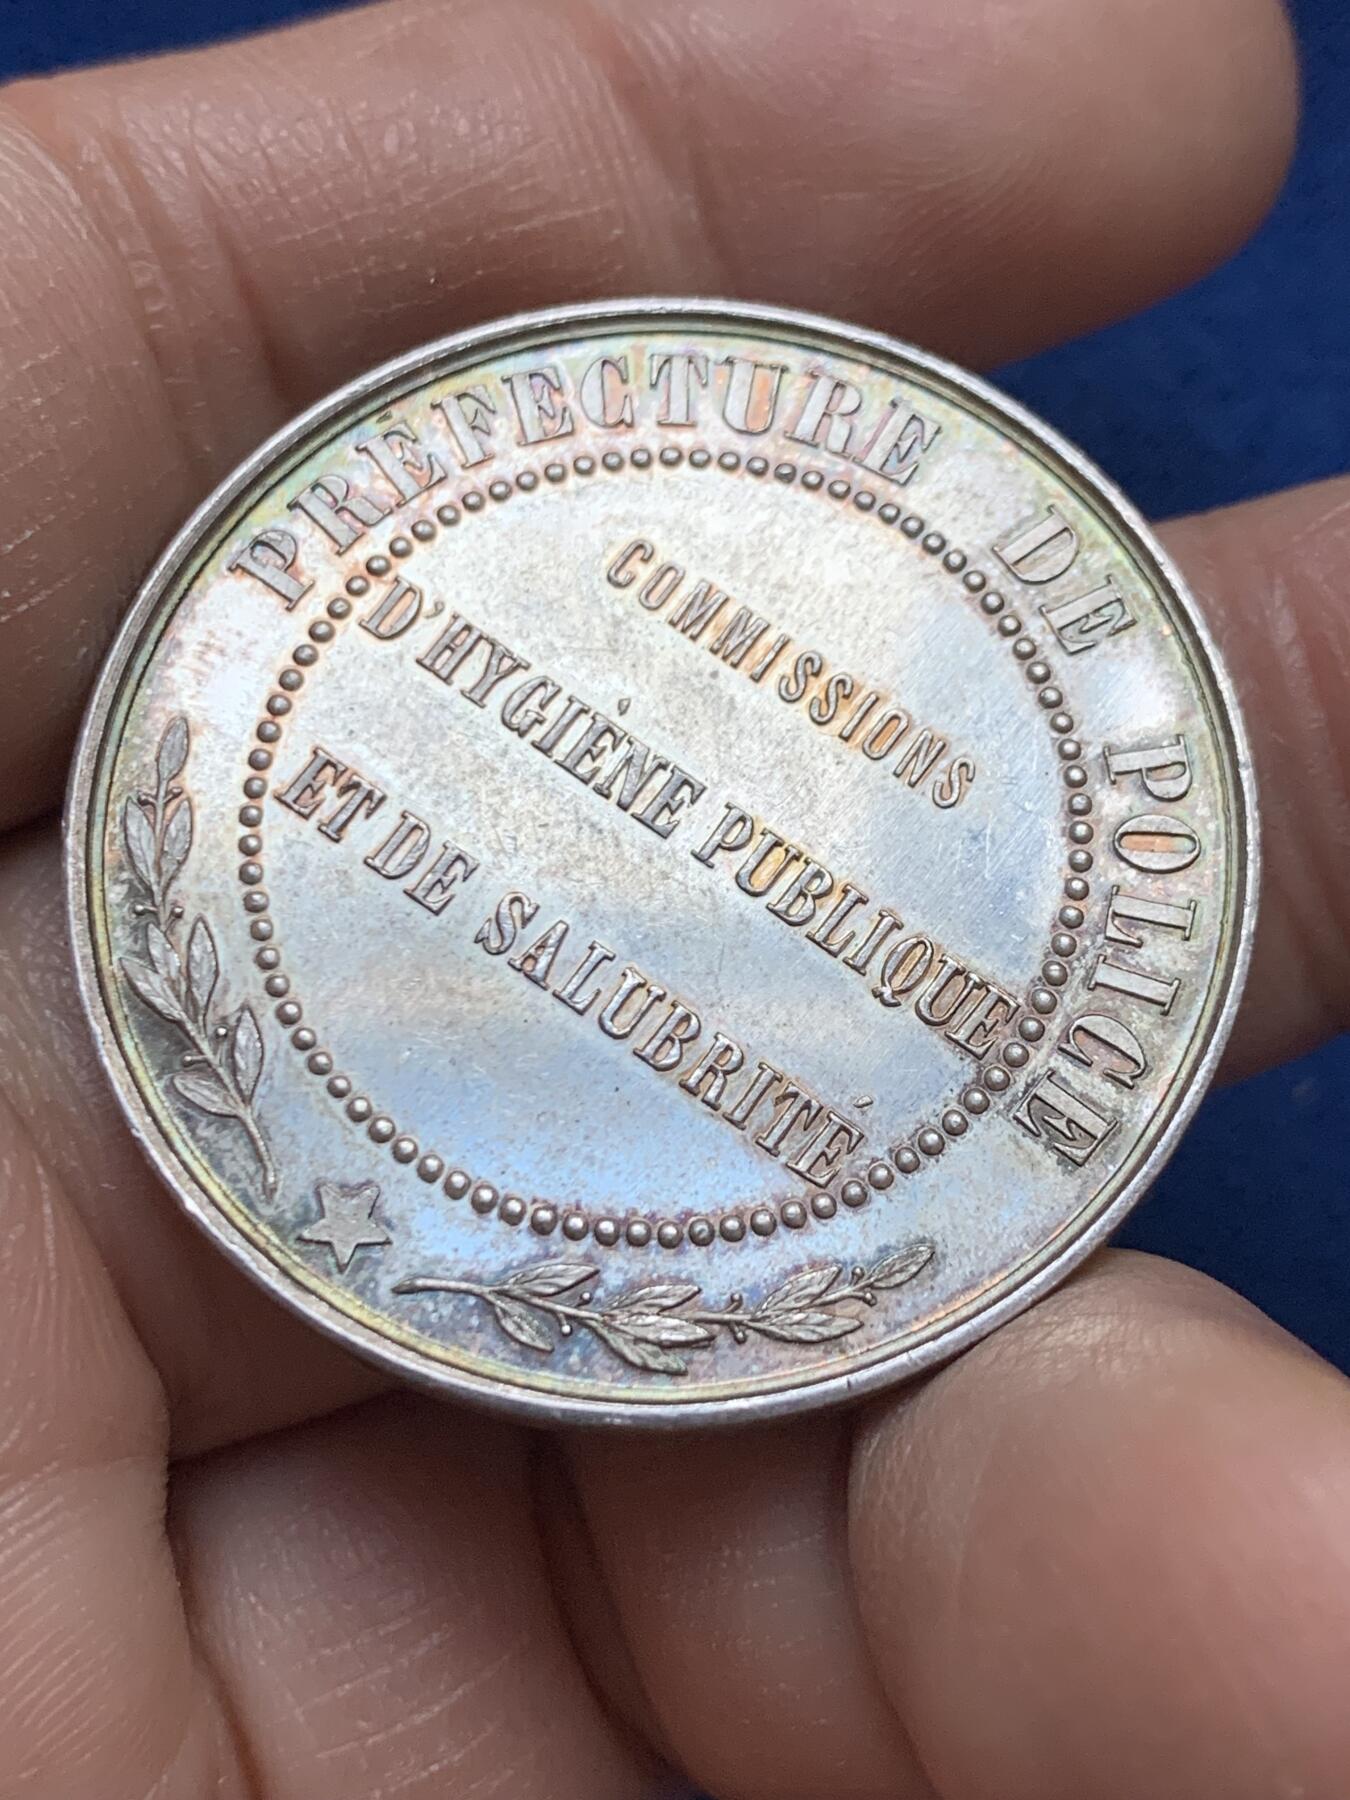 PRÉFECTURE DE POLICE
COMMISSIONS
D'HYGIÈNE PUBLIQUE
ET DE SALUBRITÉ